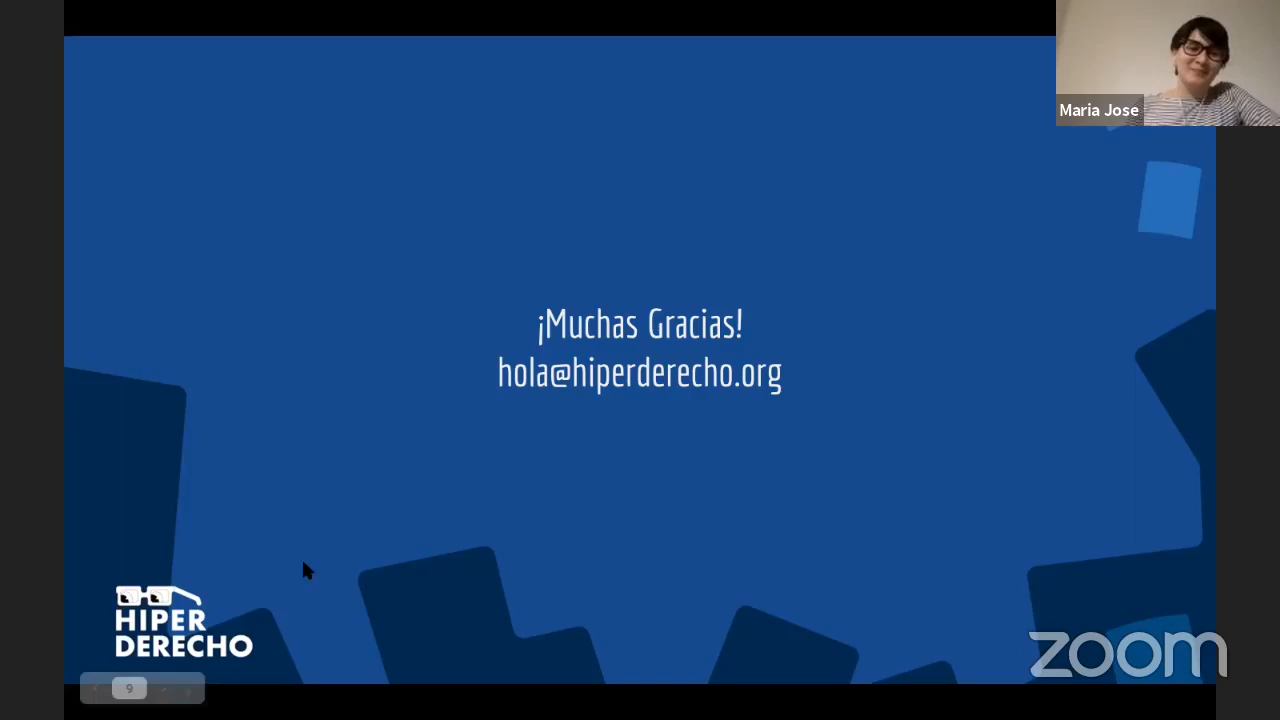 Maria Jose
¡Muchas Gracias!
hola@hiperderecho.org
HIPER
DERECHO
9
zoom